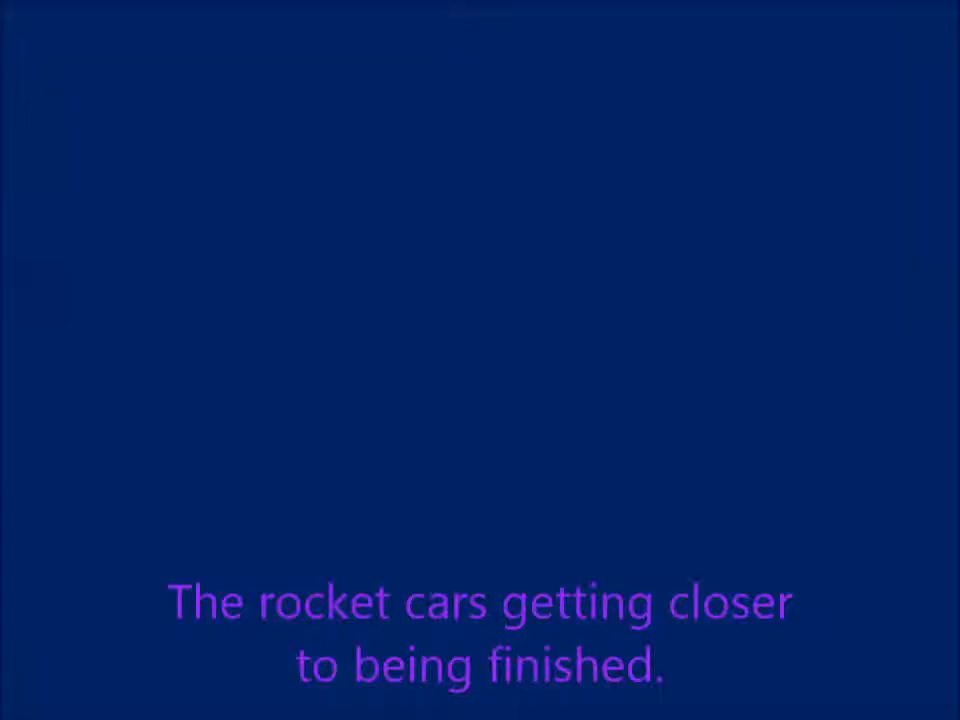 The rocket cars getting closer
to being finished.